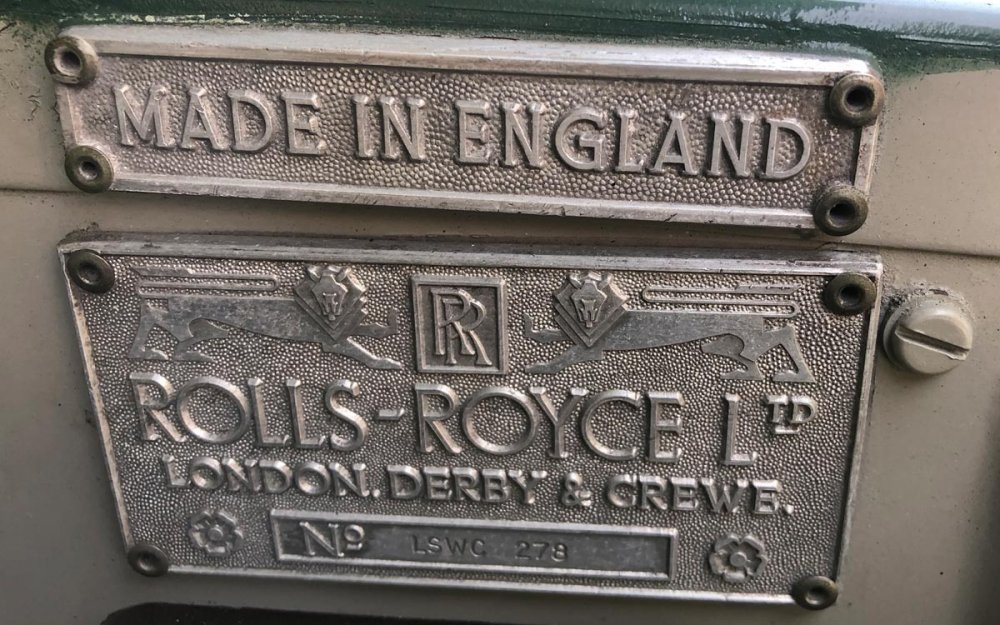 MADE IN ENGLAND
RR
ROLLS-ROYCE LTD
LONDON. DERBY & CREWE.
No LSWC 278